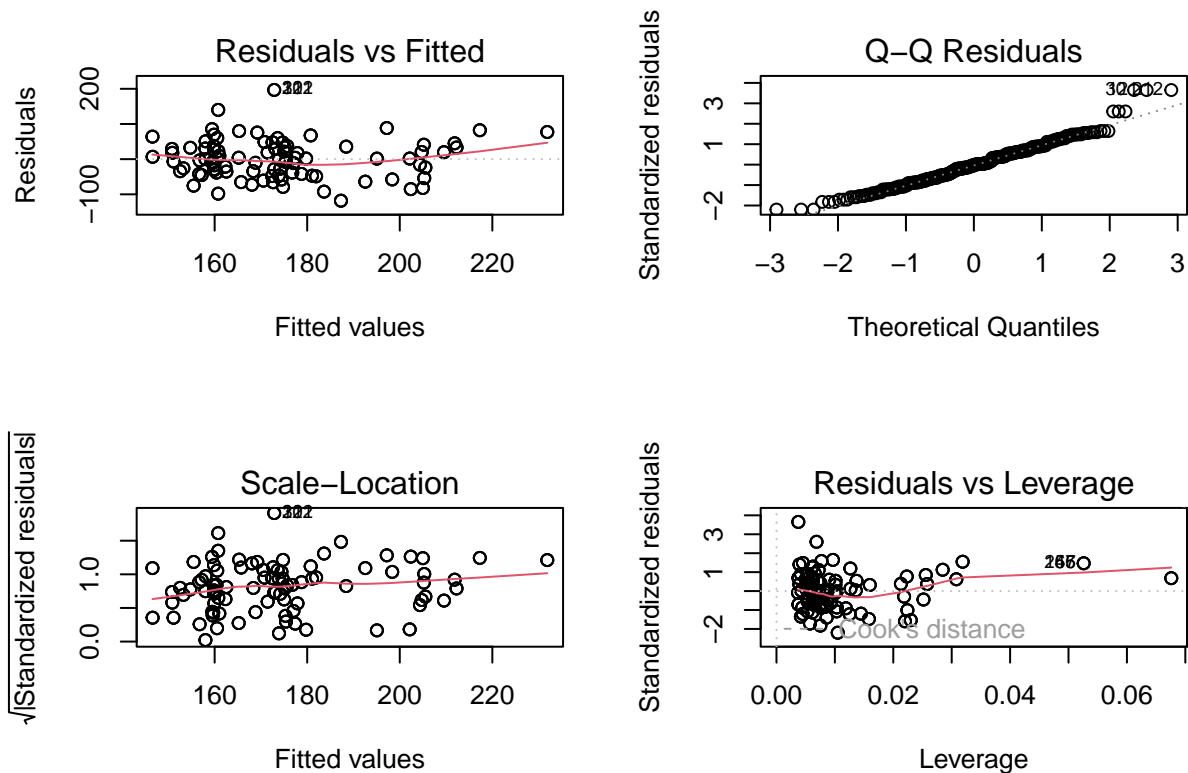 Residuals vs Fitted
Residuals
200
−100
160 180 200 220
Fitted values
Q−Q Residuals
Standardized residuals
3
1
−2
−3 −2 −1 0 1 2 3
Theoretical Quantiles
Scale−Location
√|Standardized residuals|
1.0
0.0
160 180 200 220
Fitted values
Residuals vs Leverage
Standardized residuals
3
1
−2
Cook's distance
0.00 0.02 0.04 0.06
Leverage